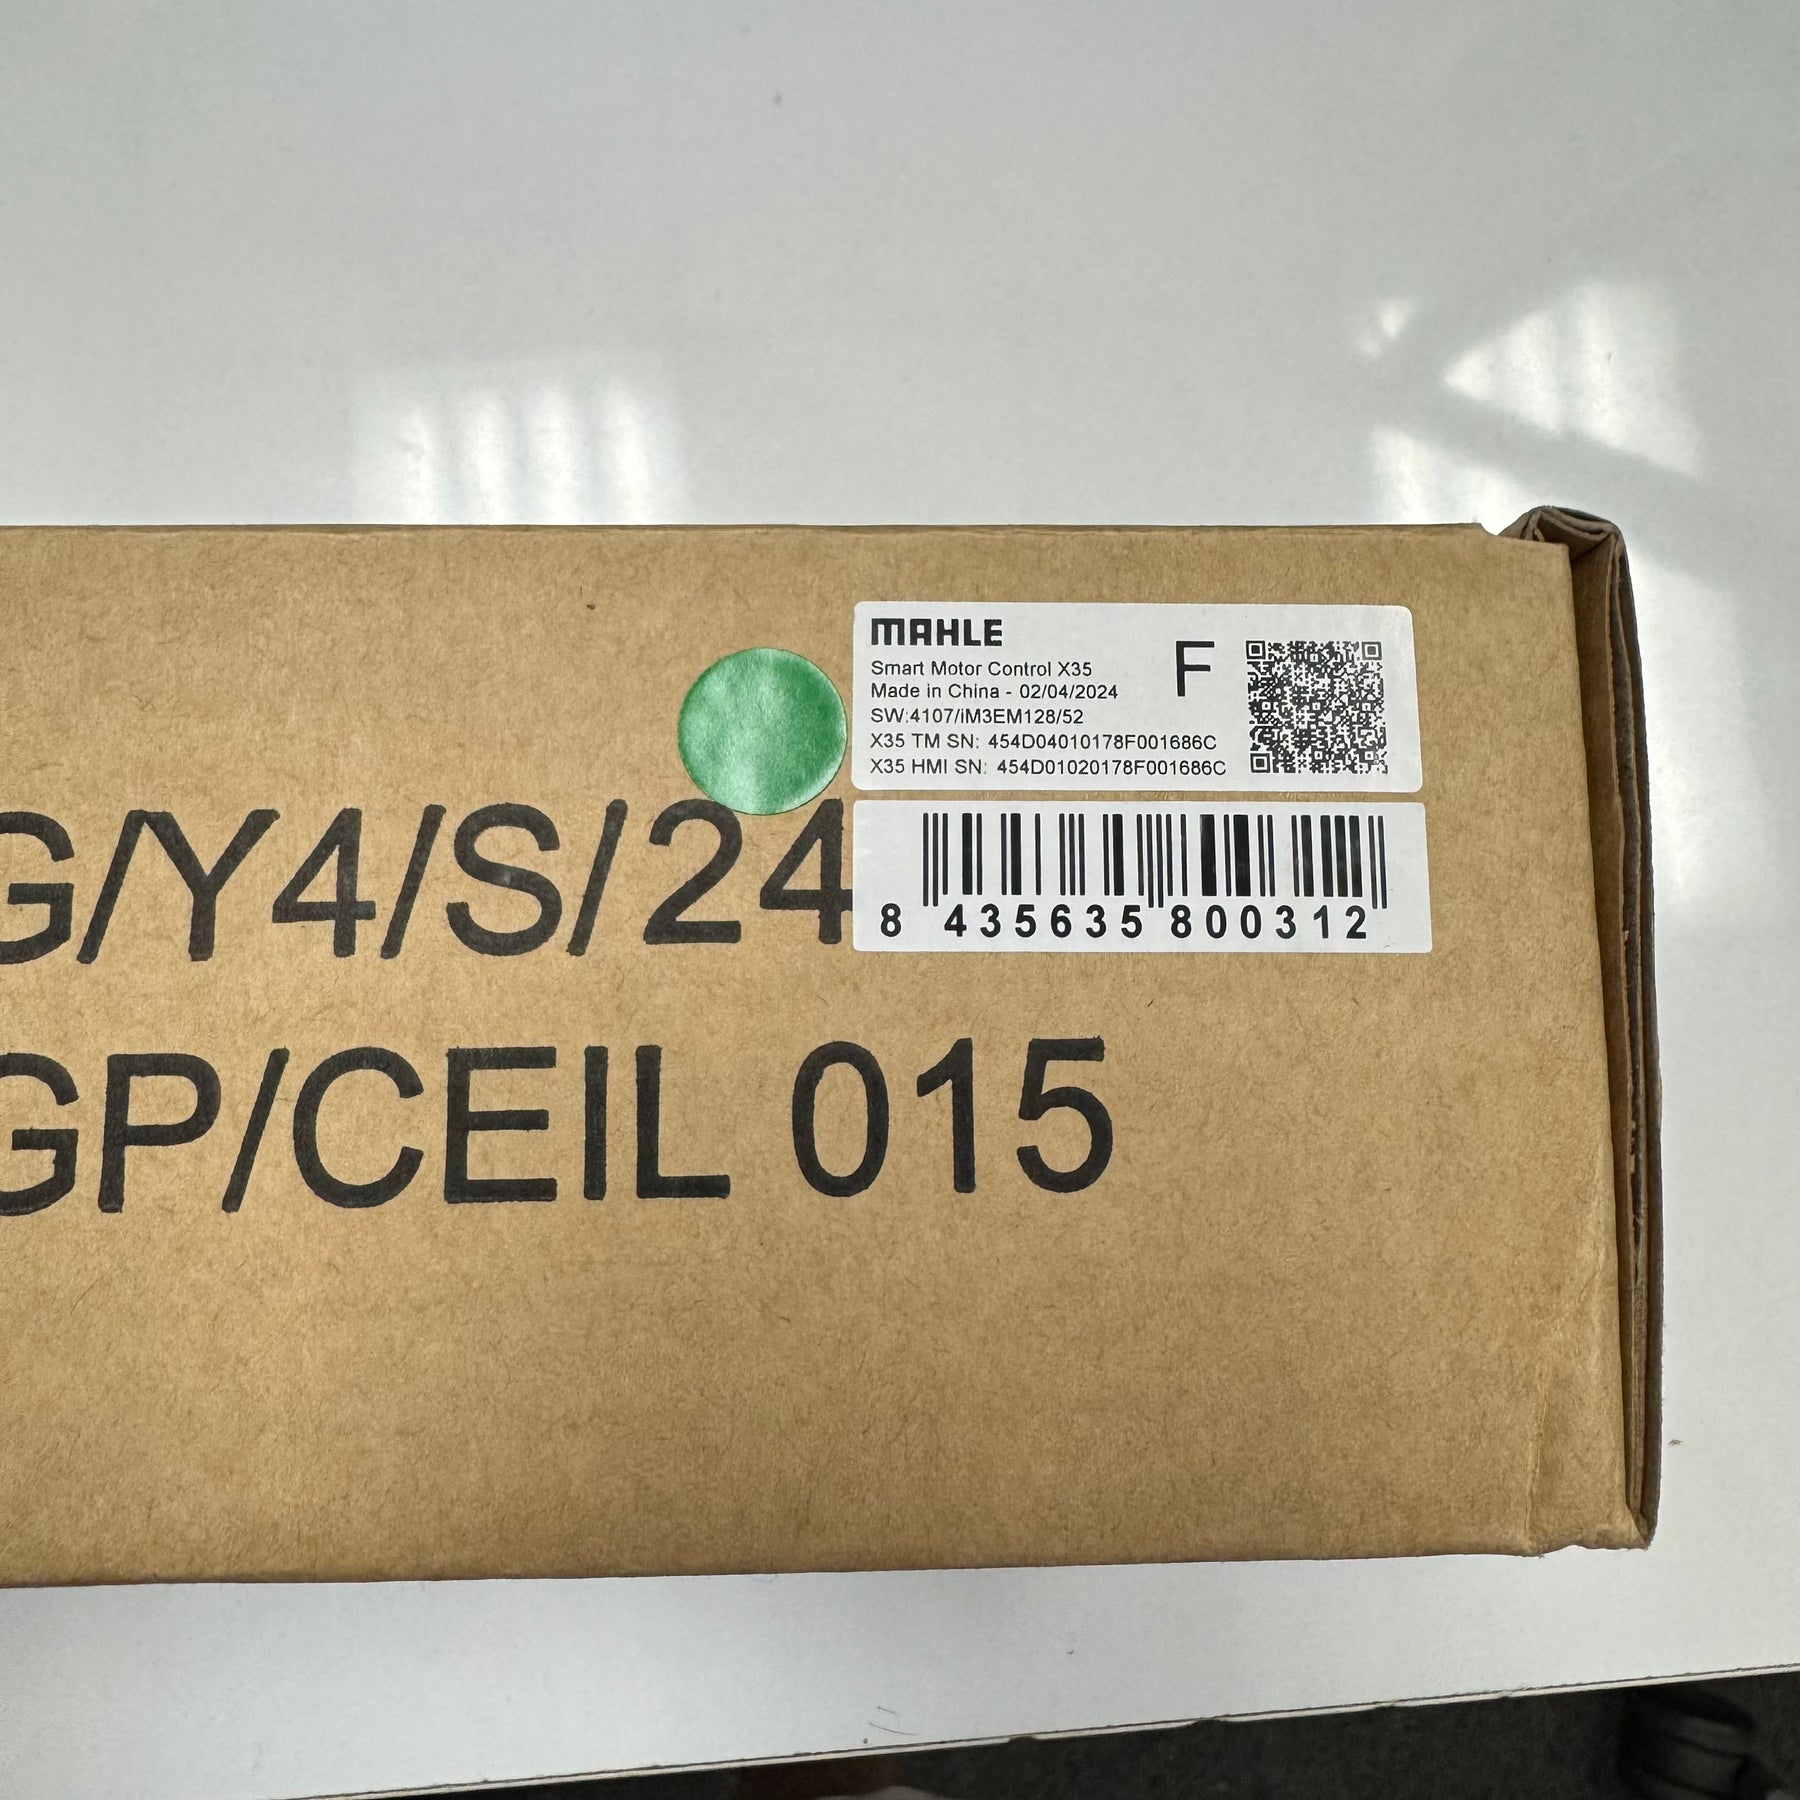 MAHLE
Smart Motor Control X35
Made in China - 02/04/2024
SW:4107/iM3EM128/52
X35 TM SN: 454D04010178F001686C
X35 HMI SN: 454D01020178F001686C
F
8 435635 800312
G/Y4/S/24
GP/CEIL 015